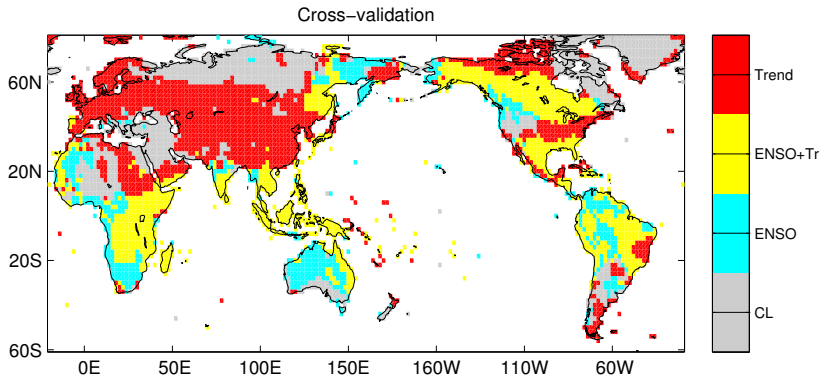 Cross−validation
60N
20N
20S
60S
0E 50E 100E 150E 160W 110W 60W
Trend
ENSO+Tr
ENSO
CL